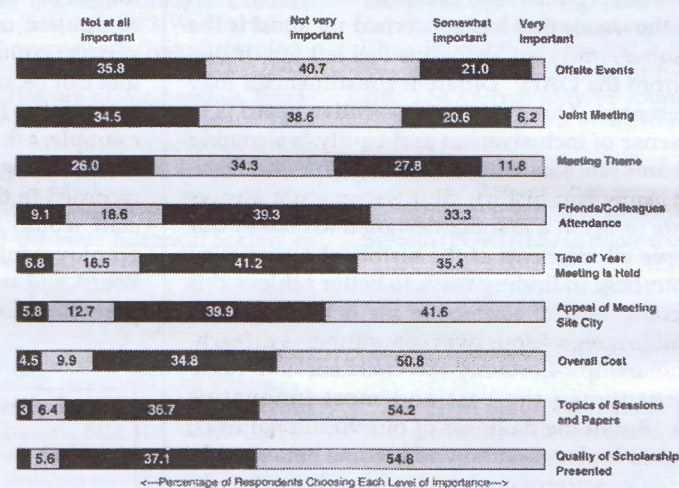 Not at all Not very Somewhat Very
important important important important
35.8 40.7 21.0 Offsite Events
34.5 38.6 20.6 6.2 Joint Meeting
26.0 34.3 27.8 11.8 Meeting Theme
9.1 18.6 39.3 33.3 Friends/Colleagues
Attendance
6.8 16.5 41.2 35.4 Time of Year
Meeting Is Held
5.8 12.7 39.9 41.6 Appeal of Meeting
Site City
4.5 9.9 34.8 50.8 Overall Cost
3 6.4 36.7 54.2 Topics of Sessions
and Papers
5.6 37.1 54.8 Quality of Scholarship
Presented
<---Percentage of Respondents Choosing Each Level of Importance--->